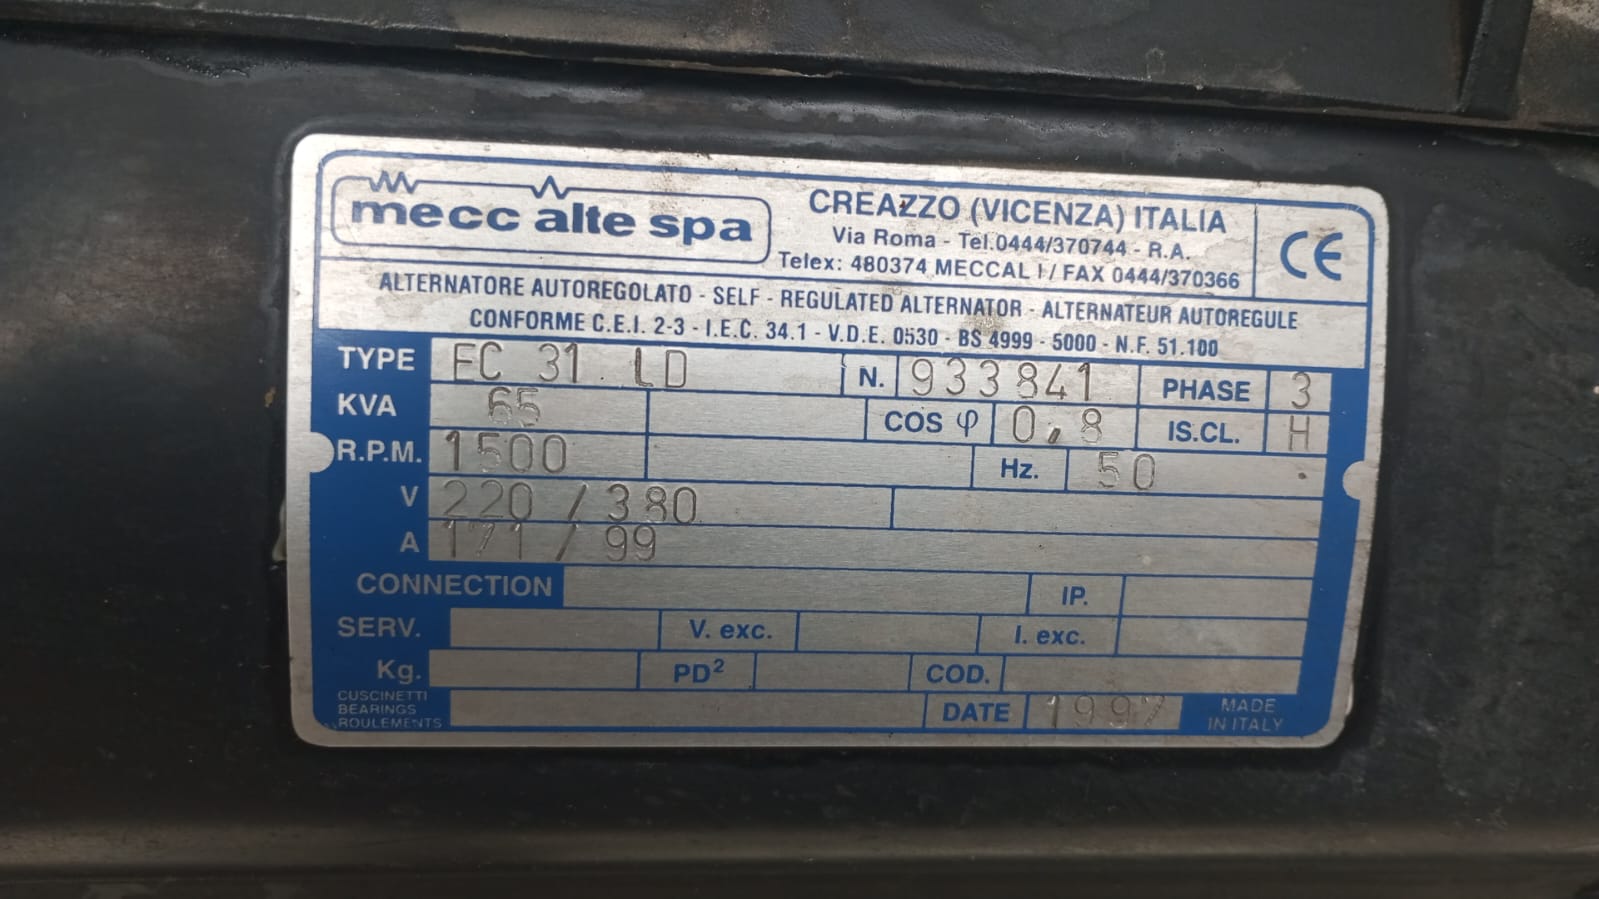 mecc alte spa
CREAZZO (VICENZA) ITALIA
Via Roma - Tel.0444/370744 - R.A.
Telex: 480374 MECCAL I / FAX 0444/370366
CE
ALTERNATORE AUTOREGOLATO - SELF - REGULATED ALTERNATOR - ALTERNATEUR AUTOREGULE
CONFORME C.E.I. 2-3 - I.E.C. 34.1 - V.D.E. 0530 - BS 4999 - 5000 - N.F. 51.100
TYPE EC 31 LD N. 933841 PHASE 3
KVA 65 COS φ 0,8 IS.CL. H
R.P.M. 1500 Hz. 50
V 220 / 380
A 171 / 99
CONNECTION IP.
SERV. V. exc. I. exc.
Kg. PD² COD.
CUSCINETTI
BEARINGS
ROULEMENTS
DATE 1997
MADE
IN ITALY